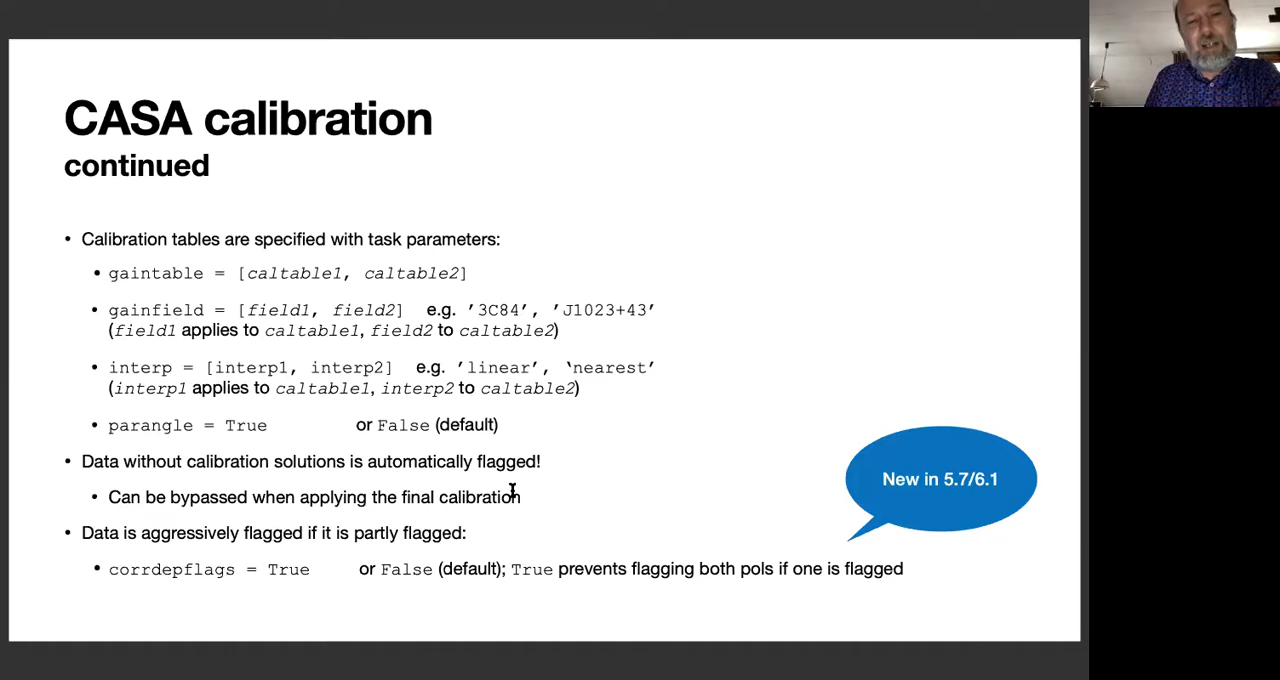 CASA calibration
continued
• Calibration tables are specified with task parameters:
• gaintable = [caltable1, caltable2]
• gainfield = [field1, field2] e.g. ’3C84’, ’J1023+43’
(field1 applies to caltable1, field2 to caltable2)
• interp = [interp1, interp2] e.g. ’linear’, ‘nearest’
(interp1 applies to caltable1, interp2 to caltable2)
• parangle = True or False (default)
• Data without calibration solutions is automatically flagged!
• Can be bypassed when applying the final calibration
• Data is aggressively flagged if it is partly flagged:
• corrdepflags = True or False (default); True prevents flagging both pols if one is flagged
New in 5.7/6.1